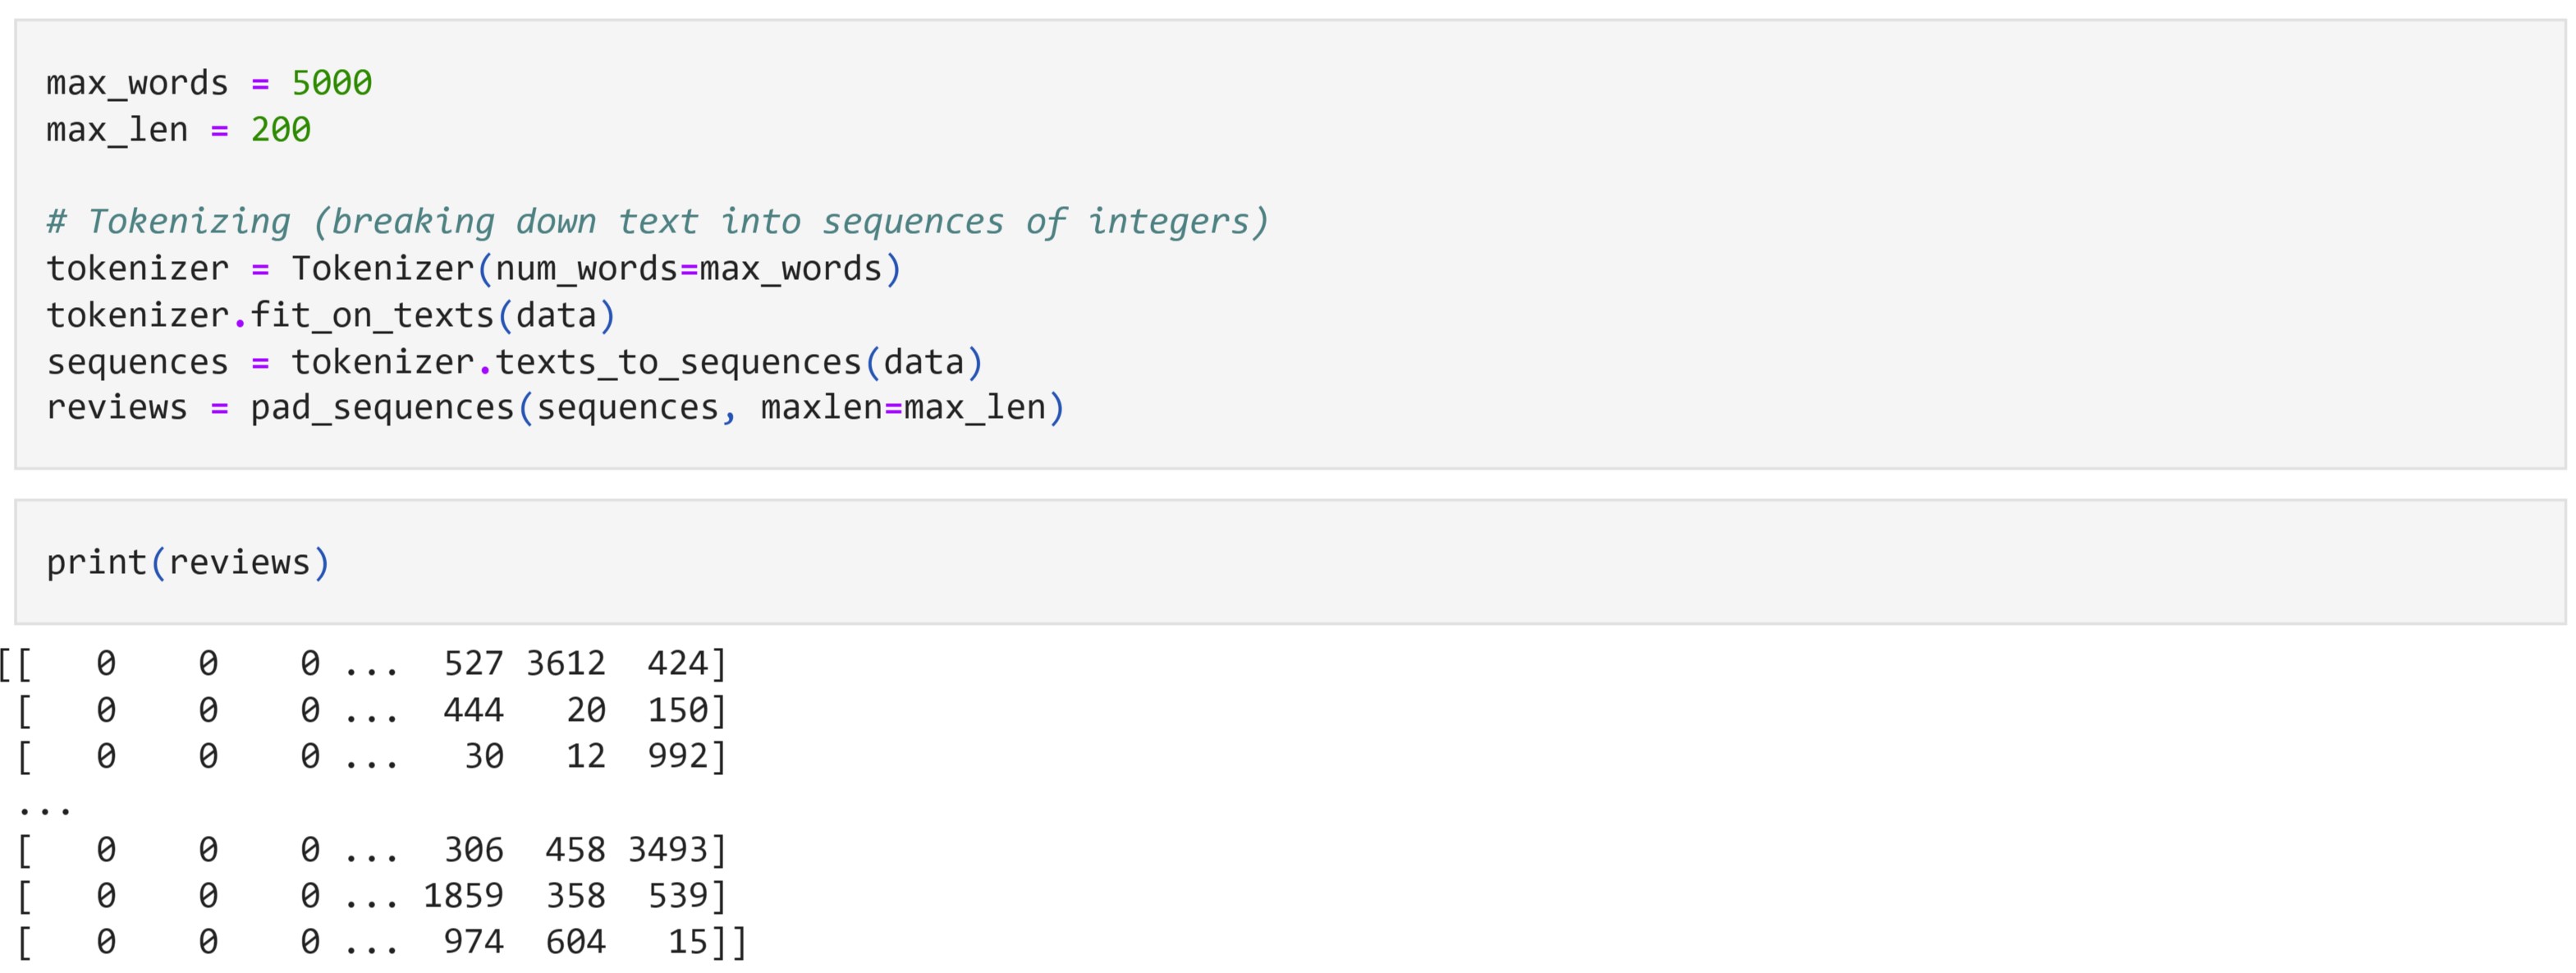 max_words = 5000
max_len = 200
# Tokenizing (breaking down text into sequences of integers)
tokenizer = Tokenizer(num_words=max_words)
tokenizer.fit_on_texts(data)
sequences = tokenizer.texts_to_sequences(data)
reviews = pad_sequences(sequences, maxlen=max_len)
print(reviews)
[[   0    0    0 ...  527 3612  424]
 [   0    0    0 ...  444   20  150]
 [   0    0    0 ...   30   12  992]
 ...
 [   0    0    0 ...  306  458 3493]
 [   0    0    0 ... 1859  358  539]
 [   0    0    0 ...  974  604   15]]